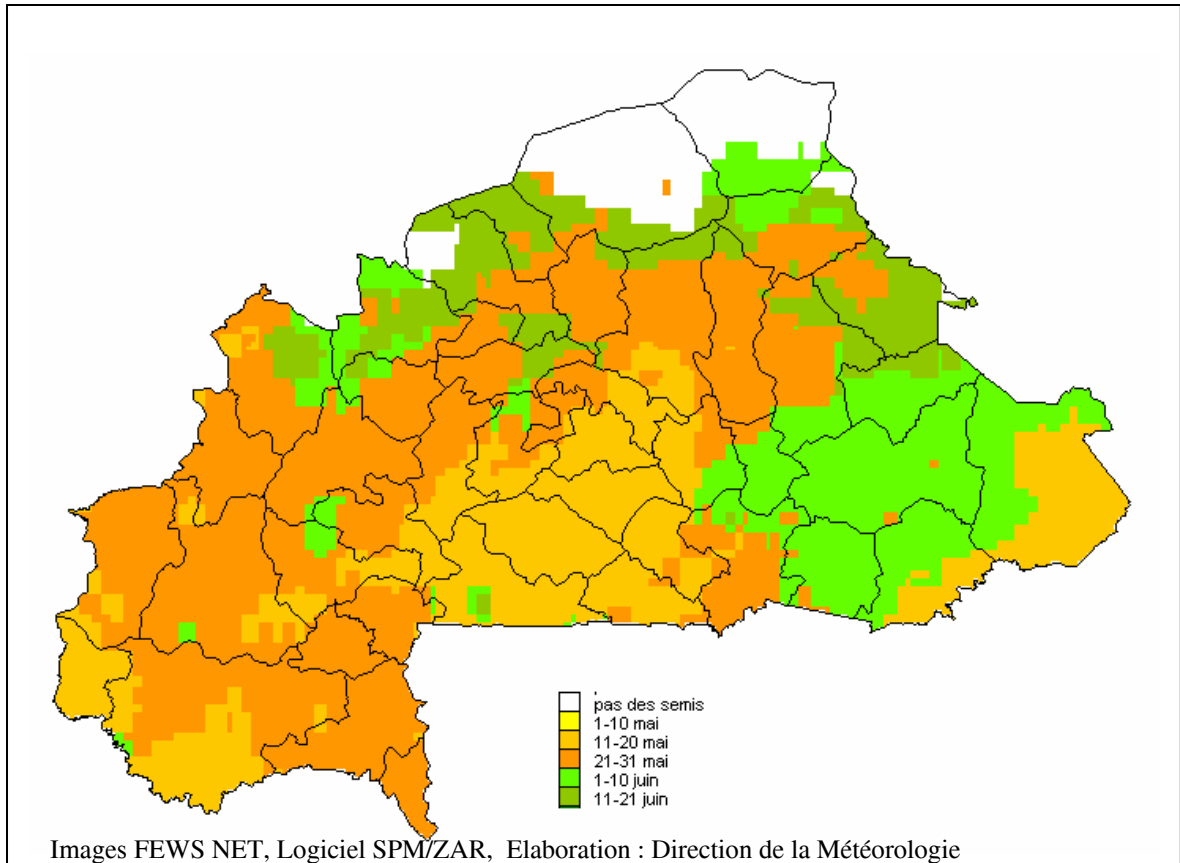 pas des semis
1-10 mai
11-20 mai
21-31 mai
1-10 juin
11-21 juin
Images FEWS NET, Logiciel SPM/ZAR, Elaboration : Direction de la Météorologie